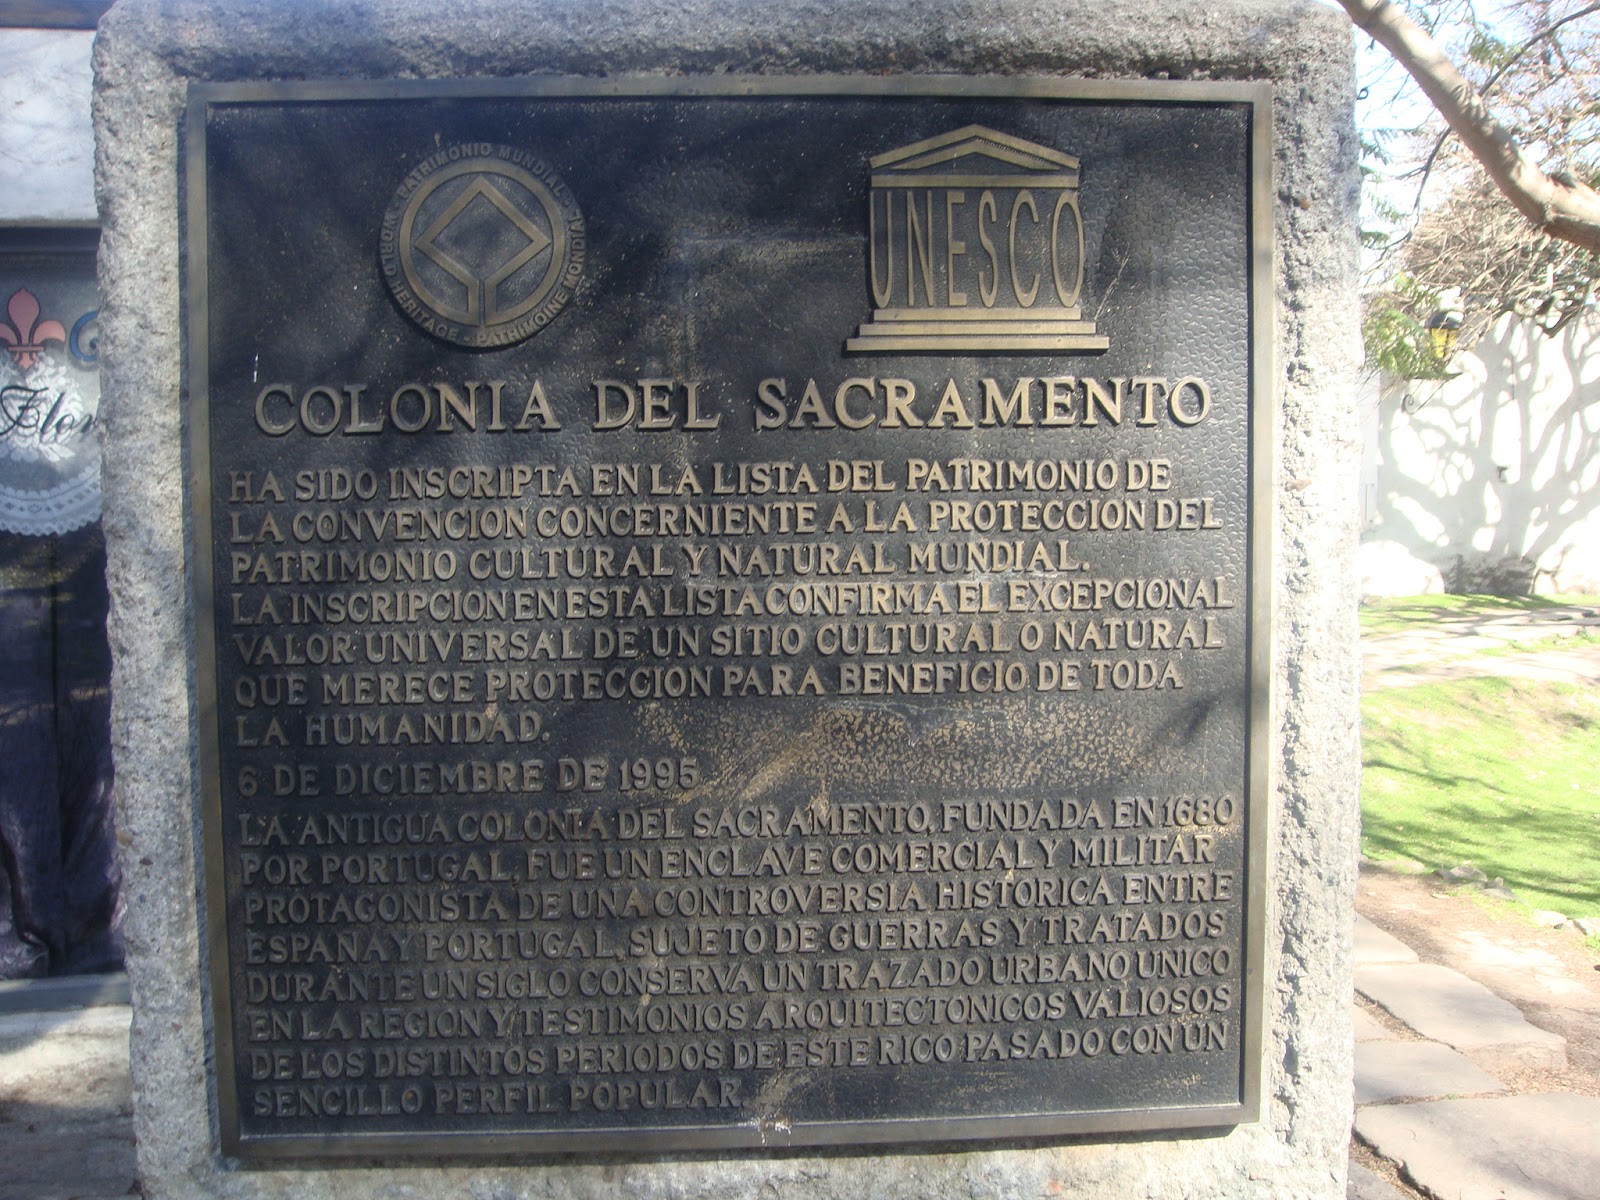 WORLD HERITAGE · PATRIMONIO MUNDIAL · PATRIMOINE MONDIAL
UNESCO
COLONIA DEL SACRAMENTO
HA SIDO INSCRIPTA EN LA LISTA DEL PATRIMONIO DE
LA CONVENCION CONCERNIENTE A LA PROTECCION DEL
PATRIMONIO CULTURAL Y NATURAL MUNDIAL.
LA INSCRIPCION EN ESTA LISTA CONFIRMA EL EXCEPCIONAL
VALOR UNIVERSAL DE UN SITIO CULTURAL O NATURAL
QUE MERECE PROTECCION PARA BENEFICIO DE TODA
LA HUMANIDAD.
6 DE DICIEMBRE DE 1995
LA ANTIGUA COLONIA DEL SACRAMENTO, FUNDADA EN 1680
POR PORTUGAL, FUE UN ENCLAVE COMERCIAL Y MILITAR
PROTAGONISTA DE UNA CONTROVERSIA HISTORICA ENTRE
ESPAÑA Y PORTUGAL, SUJETO DE GUERRAS Y TRATADOS
DURANTE UN SIGLO CONSERVA UN TRAZADO URBANO UNICO
EN LA REGION Y TESTIMONIOS ARQUITECTONICOS VALIOSOS
DE LOS DISTINTOS PERIODOS DE ESTE RICO PASADO CON UN
SENCILLO PERFIL POPULAR.